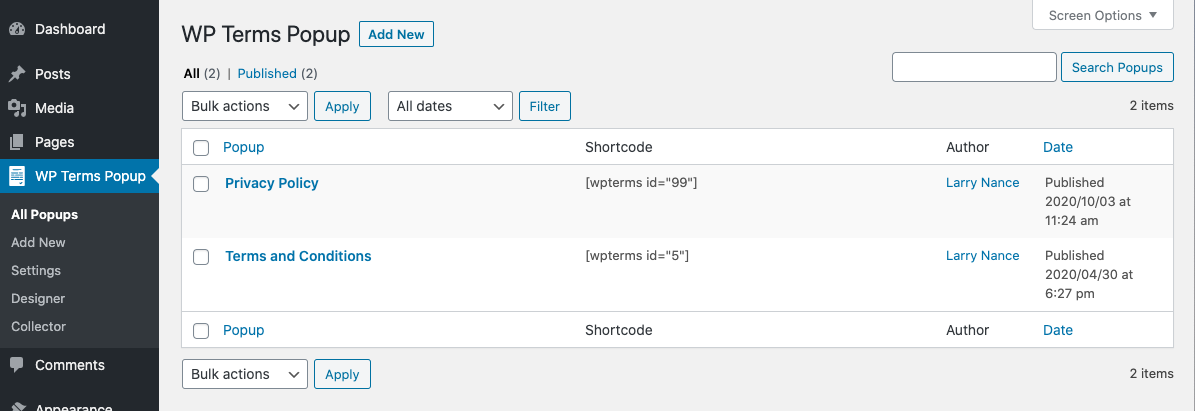 Dashboard
Posts
Media
Pages
WP Terms Popup
All Popups
Add New
Settings
Designer
Collector
Comments
Appearance
Screen Options
WP Terms Popup Add New
All (2) | Published (2)
Search Popups
Bulk actions Apply All dates Filter 2 items
Popup Shortcode Author Date
Privacy Policy [wpterms id="99"] Larry Nance Published
2020/10/03 at
11:24 am
Terms and Conditions [wpterms id="5"] Larry Nance Published
2020/04/30 at
6:27 pm
Popup Shortcode Author Date
Bulk actions Apply 2 items